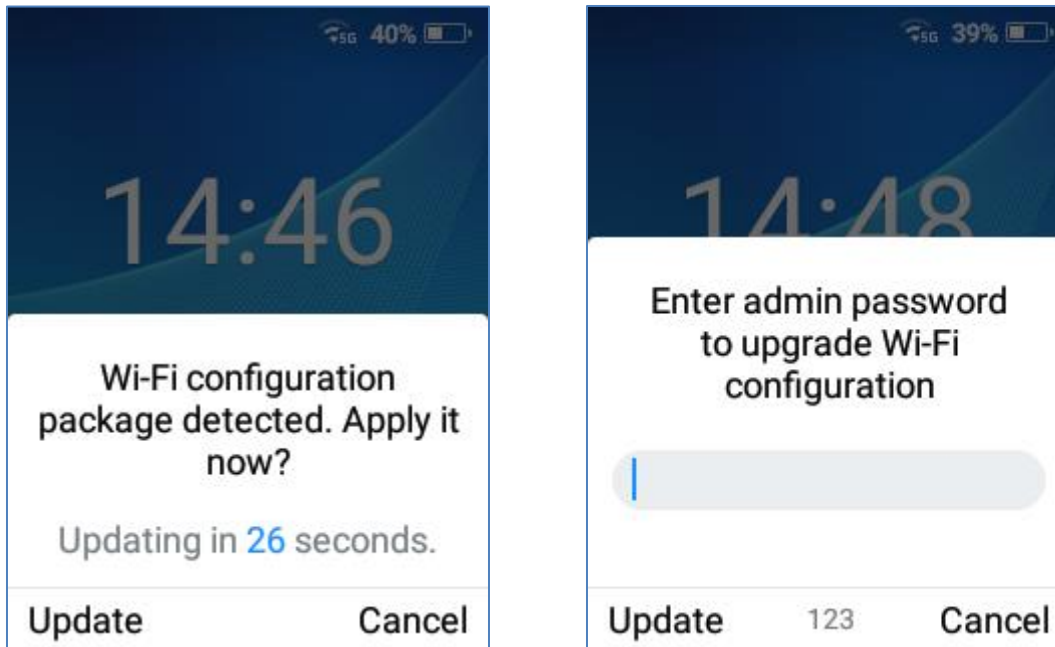 5G 40%
14:46
Wi-Fi configuration
package detected. Apply it
now?
Updating in 26 seconds.
Update Cancel
5G 39%
14:48
Enter admin password
to upgrade Wi-Fi
configuration
Update 123 Cancel